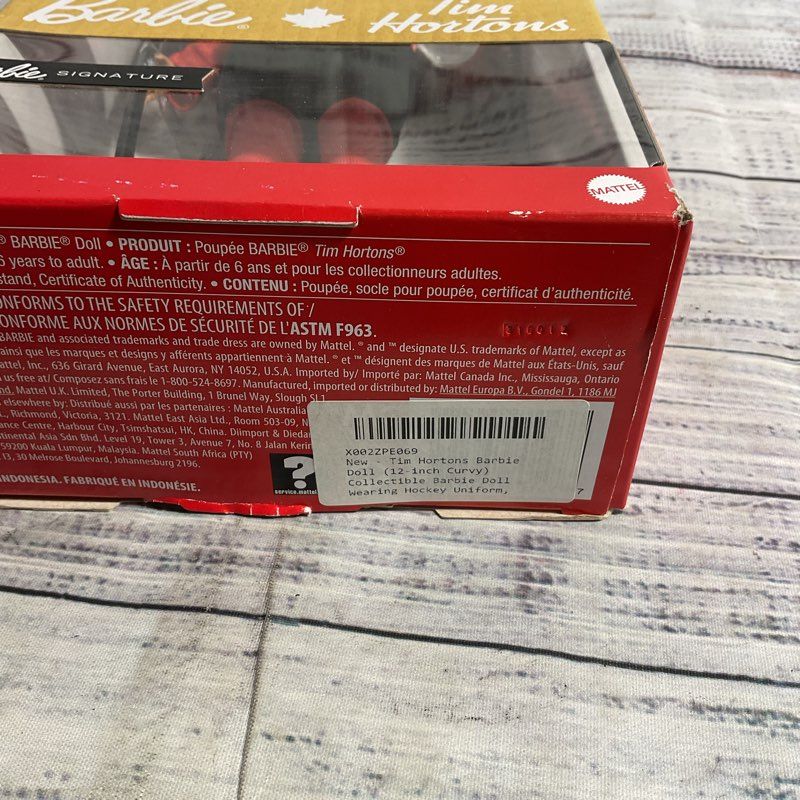 Barbie® Tim Hortons.
SIGNATURE
MATTEL
® BARBIE® Doll • PRODUIT : Poupée BARBIE® Tim Hortons®
6 years to adult. • ÂGE : À partir de 6 ans et pour les collectionneurs adultes.
stand, Certificate of Authenticity. • CONTENU : Poupée, socle pour poupée, certificat d'authenticité.
ONFORMS TO THE SAFETY REQUIREMENTS OF /
ONFORME AUX NORMES DE SÉCURITÉ DE L'ASTM F963.
BARBIE and associated trademarks and trade dress are owned by Mattel. ® and ™ designate U.S. trademarks of Mattel, except as
ainsi que les marques et designs y afférents appartiennent à Mattel. ® et ™ désignent des marques de Mattel aux États-Unis, sauf
attel, Inc., 636 Girard Avenue, East Aurora, NY 14052, U.S.A. Imported by/ Importé par: Mattel Canada Inc., Mississauga, Ontario
us free at/ Composez sans frais le 1-800-524-8697. Manufactured, imported or distributed by: Mattel Europa B.V., Gondel 1, 1186 MJ
Mattel U.K. Limited, The Porter Building, 1 Brunel Way, Slough SL1
elsewhere by: Distribué aussi par les partenaires : Mattel Australia
Richmond, Victoria, 3121. Mattel East Asia Ltd., Room 503-09, N
ance Centre, Harbour City, Tsimshatsui, HK, China. Diimport & Diedar
nental Asia Sdn Bhd. Level 19, Tower 3, Avenue 7, No. 8 Jalan Kerin
59200 Kuala Lumpur, Malaysia. Mattel South Africa (PTY)
30 Melrose Boulevard, Johannesburg 2196.
INDONESIA. FABRIQUÉ EN INDONÉSIE.
?
service.mattel
X002ZPE069
New - Tim Hortons Barbie
Doll (12-inch Curvy)
Collectible Barbie Doll
Wearing Hockey Uniform,
7